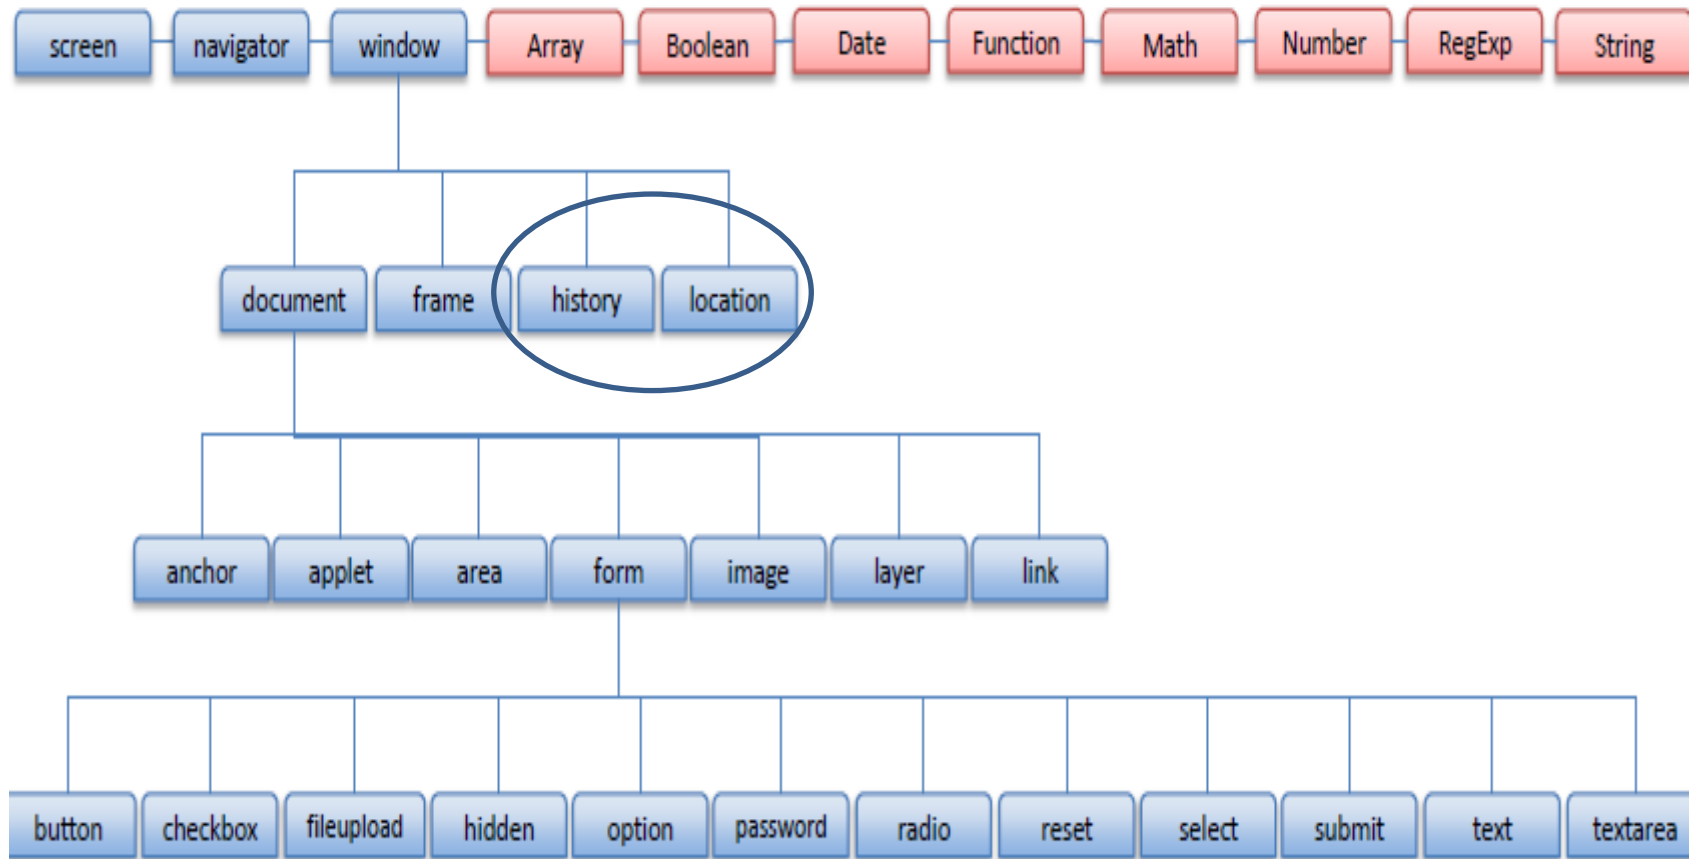 screen navigator window Array Boolean Date Function Math Number RegExp String
document frame history location
anchor applet area form image layer link
button checkbox fileupload hidden option password radio reset select submit text textarea